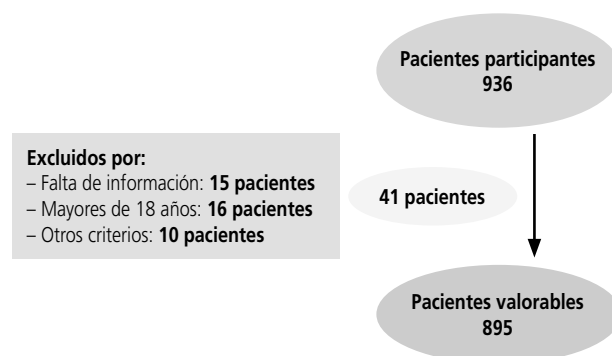 Pacientes participantes
936
Excluidos por:
– Falta de información: 15 pacientes
– Mayores de 18 años: 16 pacientes
– Otros criterios: 10 pacientes
41 pacientes
Pacientes valorables
895